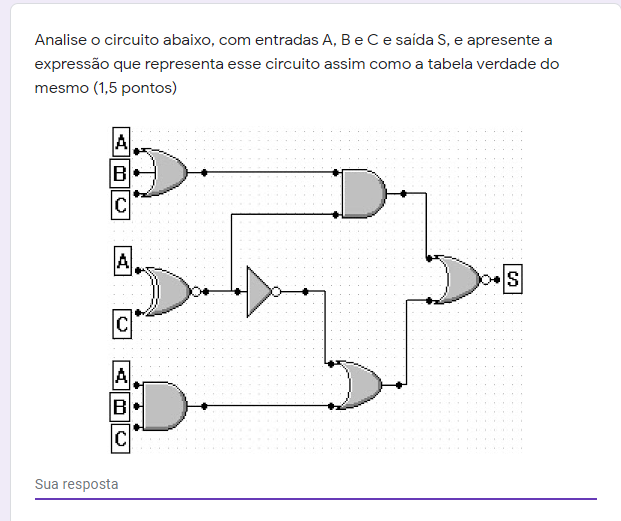 Analise o circuito abaixo, com entradas A, B e C e saída S, e apresente a
expressão que representa esse circuito assim como a tabela verdade do
mesmo (1,5 pontos)
A
B
C
A
C
A
B
C
S
Sua resposta